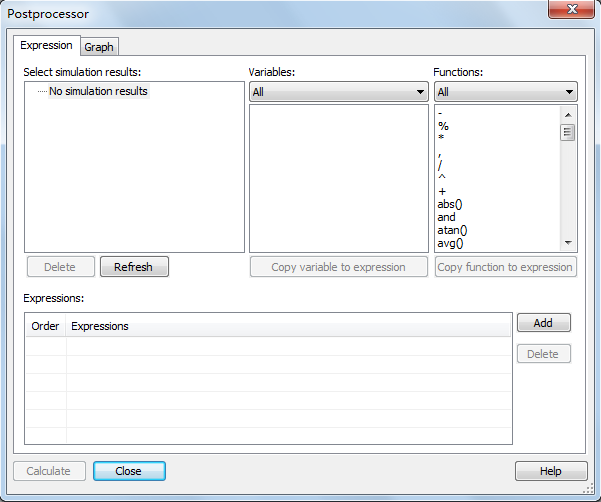 Postprocessor
Expression Graph
Select simulation results: Variables: Functions:
No simulation results
All
All
-
%
*
,
/
^
+
abs()
and
atan()
avg()
Delete Refresh Copy variable to expression Copy function to expression
Expressions:
Order Expressions
Add
Delete
Calculate Close Help